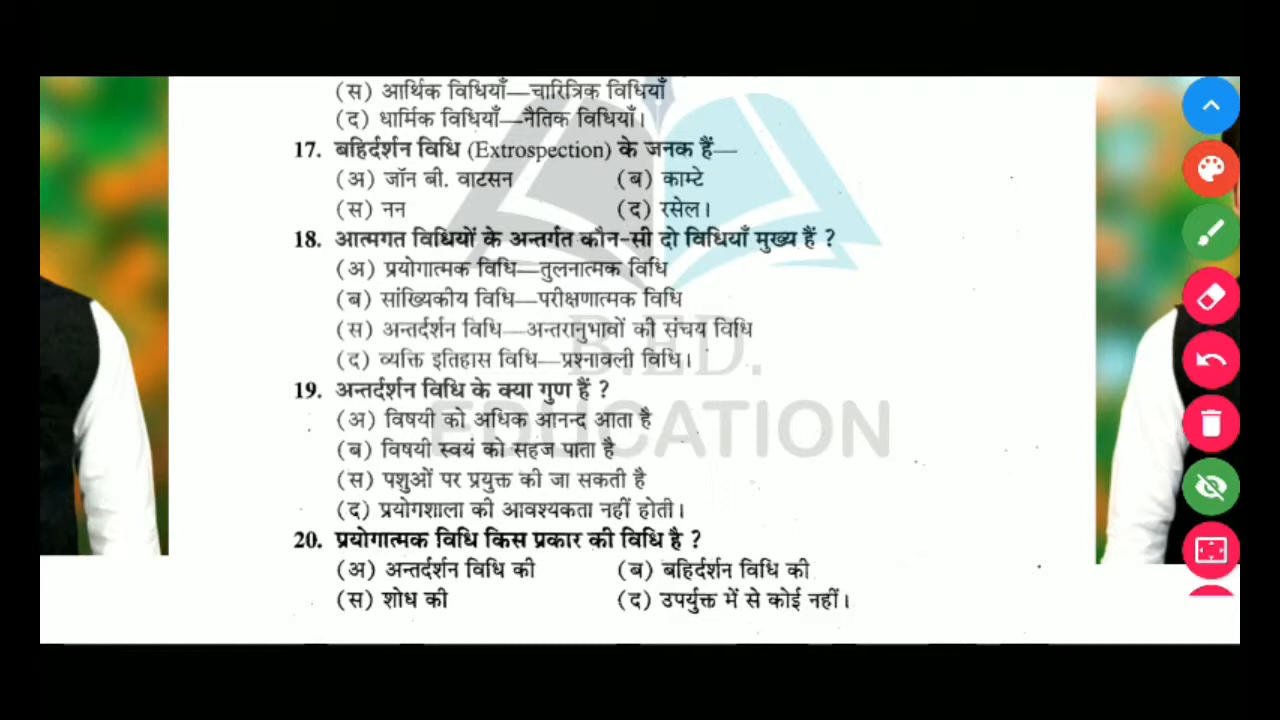 (स) आर्थिक विधियाँ—चारित्रिक विधियाँ
(द) धार्मिक विधियाँ—नैतिक विधियाँ।
17. बहिर्दर्शन विधि (Extrospection) के जनक हैं—
(अ) जॉन बी. वाटसन (ब) काम्टे
(स) नन (द) रसेल।
18. आत्मगत विधियों के अन्तर्गत कौन-सी दो विधियाँ मुख्य हैं ?
(अ) प्रयोगात्मक विधि—तुलनात्मक विधि
(ब) सांख्यिकीय विधि—परीक्षणात्मक विधि
(स) अन्तर्दर्शन विधि—अन्तरानुभावों की संचय विधि
(द) व्यक्ति इतिहास विधि—प्रश्नावली विधि।
B.ED.
19. अन्तर्दर्शन विधि के क्या गुण हैं ?
(अ) विषयी को अधिक आनन्द आता है
EDUCATION
(ब) विषयी स्वयं को सहज पाता है
(स) पशुओं पर प्रयुक्त की जा सकती है
(द) प्रयोगशाला की आवश्यकता नहीं होती।
20. प्रयोगात्मक विधि किस प्रकार की विधि है ?
(अ) अन्तर्दर्शन विधि की (ब) बहिर्दर्शन विधि की
(स) शोध की (द) उपर्युक्त में से कोई नहीं।